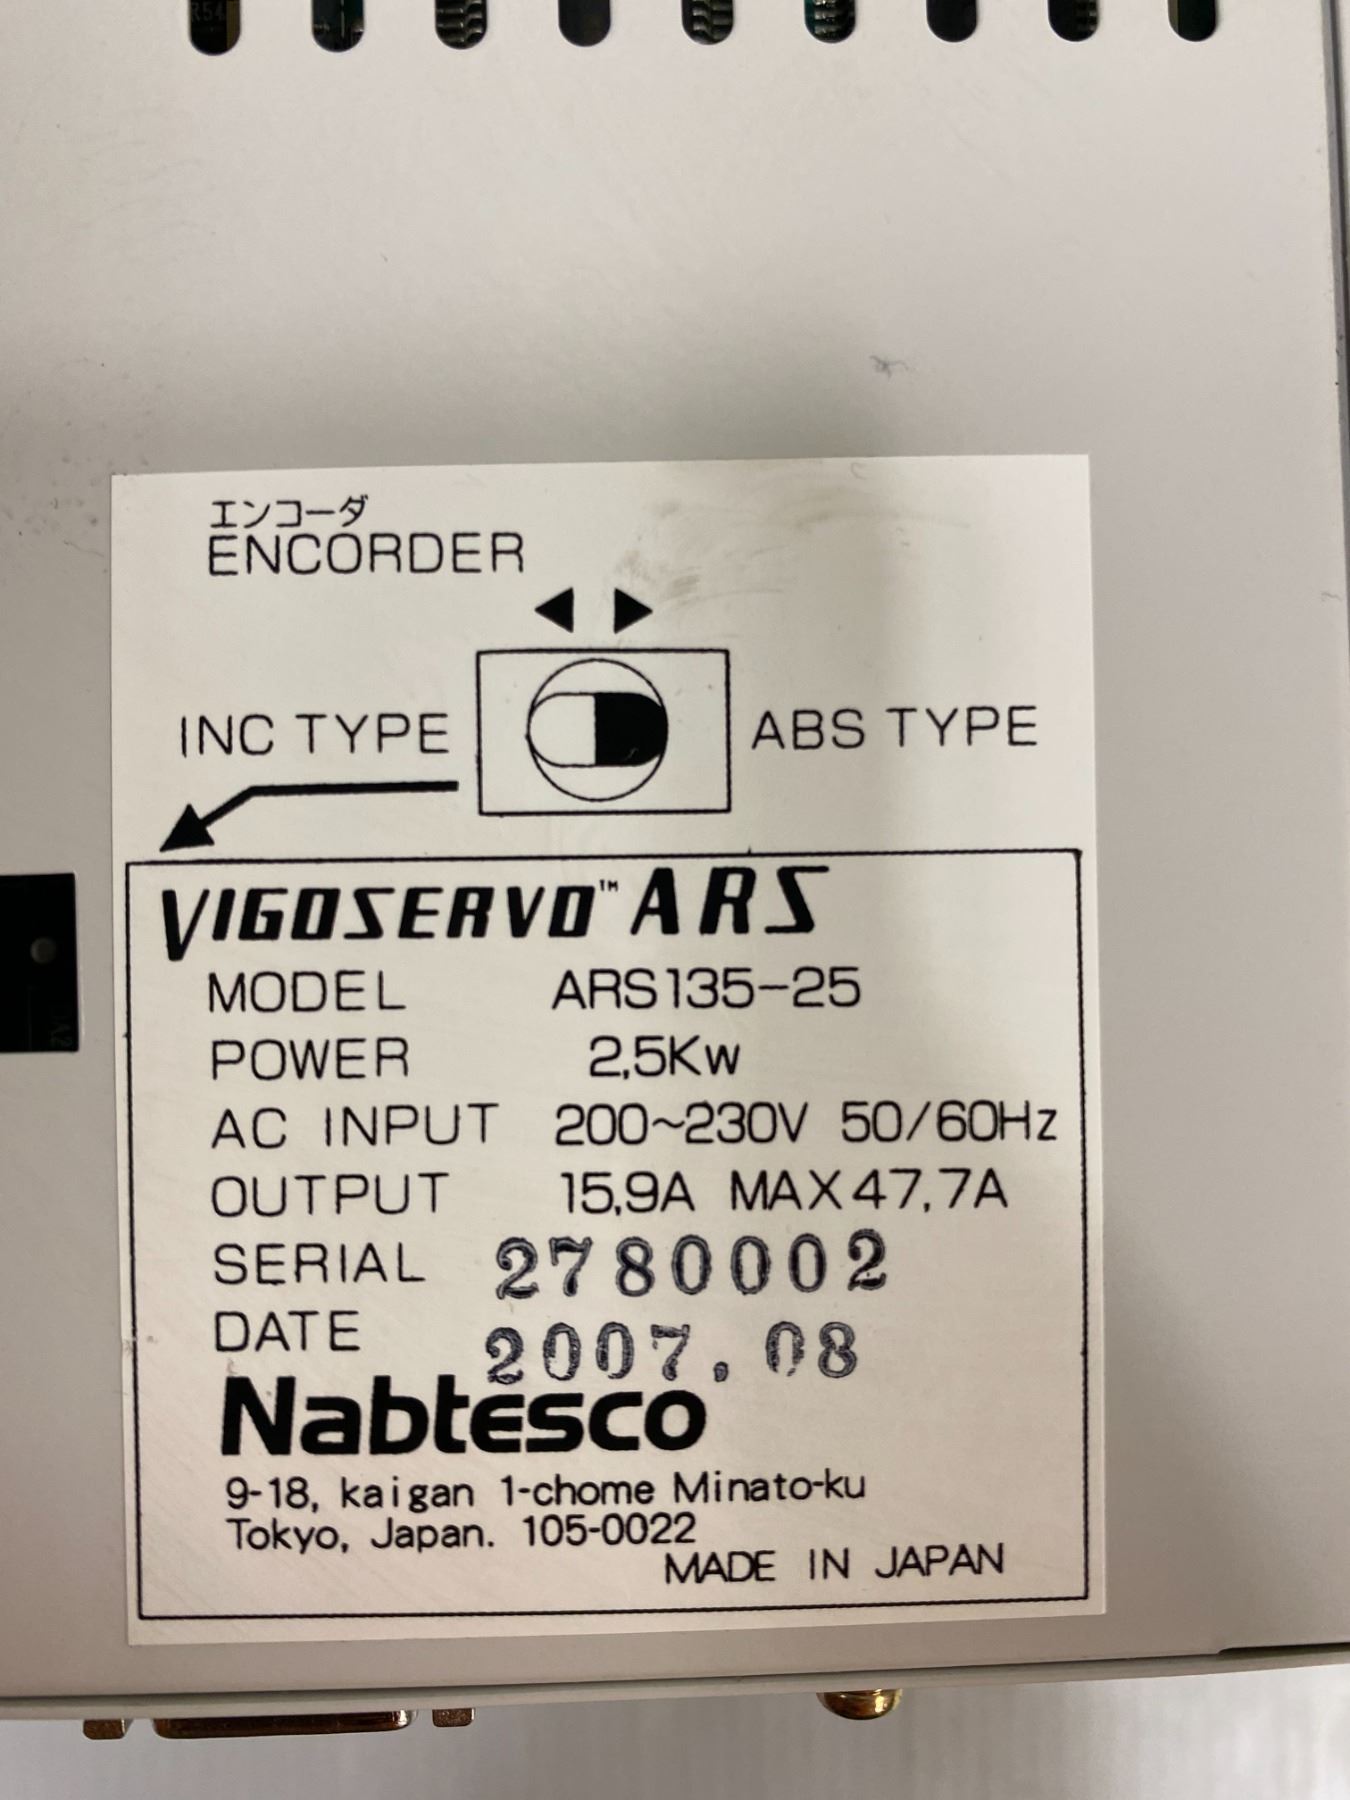 R54
エンコーダ
ENCORDER
INC TYPE
ABS TYPE
VIGOSERVO™ ARS
MODEL ARS135-25
POWER 2,5Kw
AC INPUT 200~230V 50/60Hz
OUTPUT 15,9A MAX47,7A
SERIAL 2780002
DATE 2007.08
Nabtesco
9-18, kaigan 1-chome Minato-ku
Tokyo, Japan. 105-0022
MADE IN JAPAN